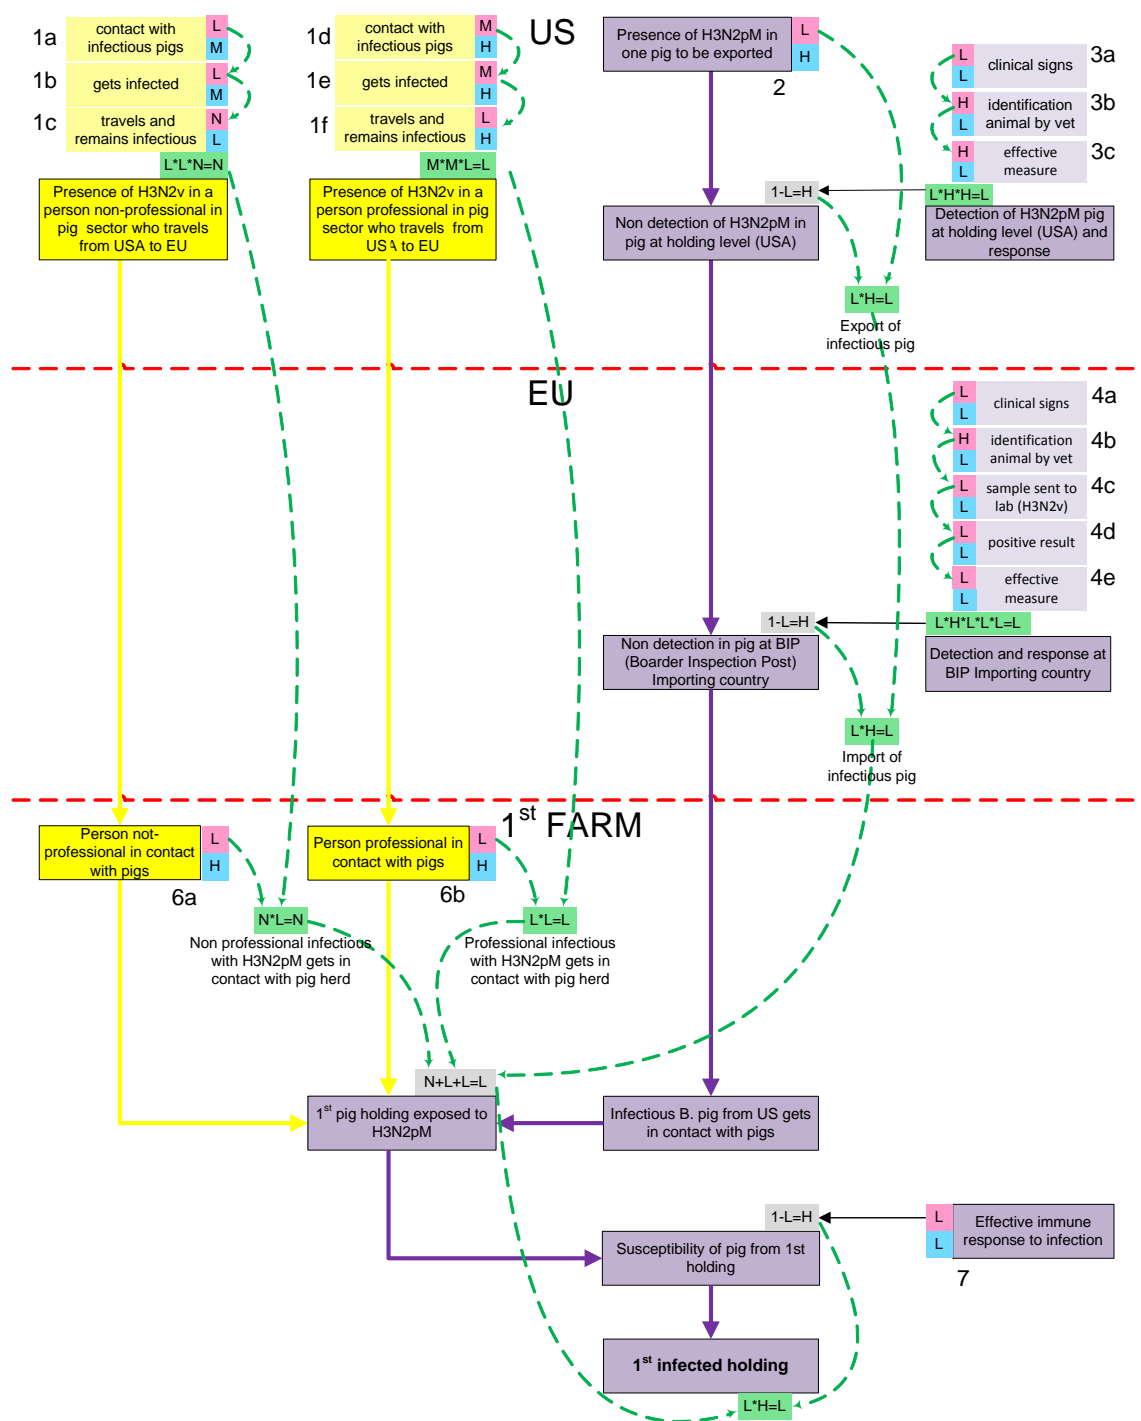 US
1a
contact with
infectious pigs
L
M
1b
gets infected
L
M
1c
travels and
remains infectious
N
L
L*L*N=N
Presence of H3N2v in a
person non-professional in
pig sector who travels
from USA to EU
1d
contact with
infectious pigs
M
H
1e
gets infected
M
H
1f
travels and
remains infectious
L
H
M*M*L=L
Presence of H3N2v in a
person professional in pig
sector who travels from
USA to EU
Presence of H3N2pM in
one pig to be exported
L
H
2
L
L
clinical signs
3a
H
L
identification
animal by vet
3b
H
L
effective
measure
3c
1-L=H
L*H*H=L
Non detection of H3N2pM in
pig at holding level (USA)
Detection of H3N2pM pig
at holding level (USA) and
response
L*H=L
Export of
infectious pig
EU
L
L
clinical signs
4a
H
L
identification
animal by vet
4b
L
L
sample sent to
lab (H3N2v)
4c
L
L
positive result
4d
L
L
effective
measure
4e
1-L=H
L*H*L*L*L=L
Non detection in pig at BIP
(Boarder Inspection Post)
Importing country
Detection and response at
BIP Importing country
L*H=L
Import of
infectious pig
1st FARM
Person not-
professional in contact
with pigs
L
H
6a
Person professional in
contact with pigs
L
H
6b
N*L=N
Non professional infectious
with H3N2pM gets in
contact with pig herd
L*L=L
Professional infectious
with H3N2pM gets in
contact with pig herd
N+L+L=L
1st pig holding exposed to
H3N2pM
Infectious B. pig from US gets
in contact with pigs
1-L=H
Susceptibility of pig from 1st
holding
L
L
Effective immune
response to infection
7
1st infected holding
L*H=L